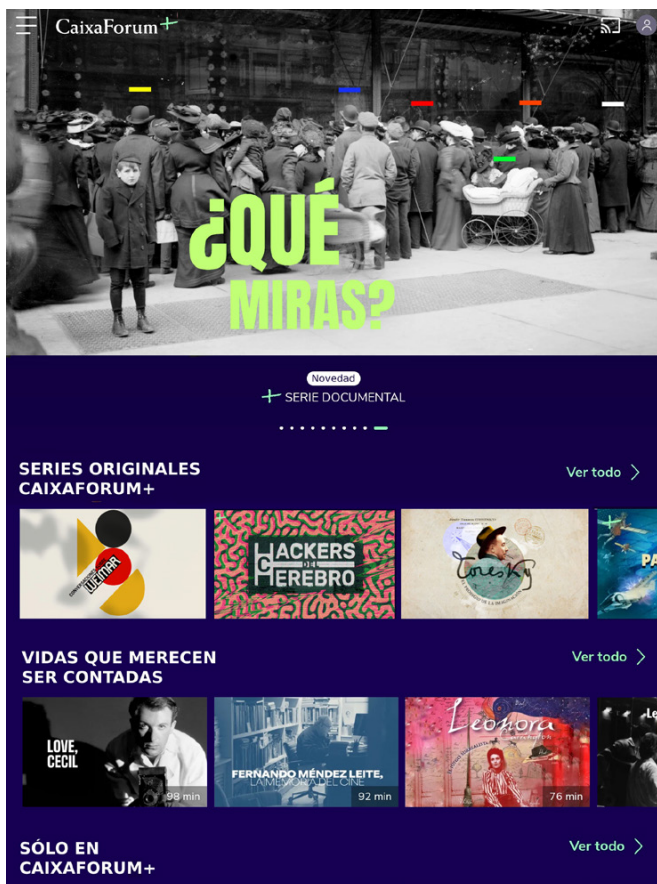 CaixaForum+
¿QUÉ
MIRAS?
Novedad
+ SERIE DOCUMENTAL
SERIES ORIGINALES
CAIXAFORUM+
Ver todo
WEIMAR
HACKERS
DEL
CEREBRO
PA
VIDAS QUE MERECEN
SER CONTADAS
Ver todo
LOVE,
CECIL
98 min
FERNANDO MÉNDEZ LEITE,
LA MEMORIA DEL CINE
92 min
Leonora
76 min
Le
SÓLO EN
CAIXAFORUM+
Ver todo